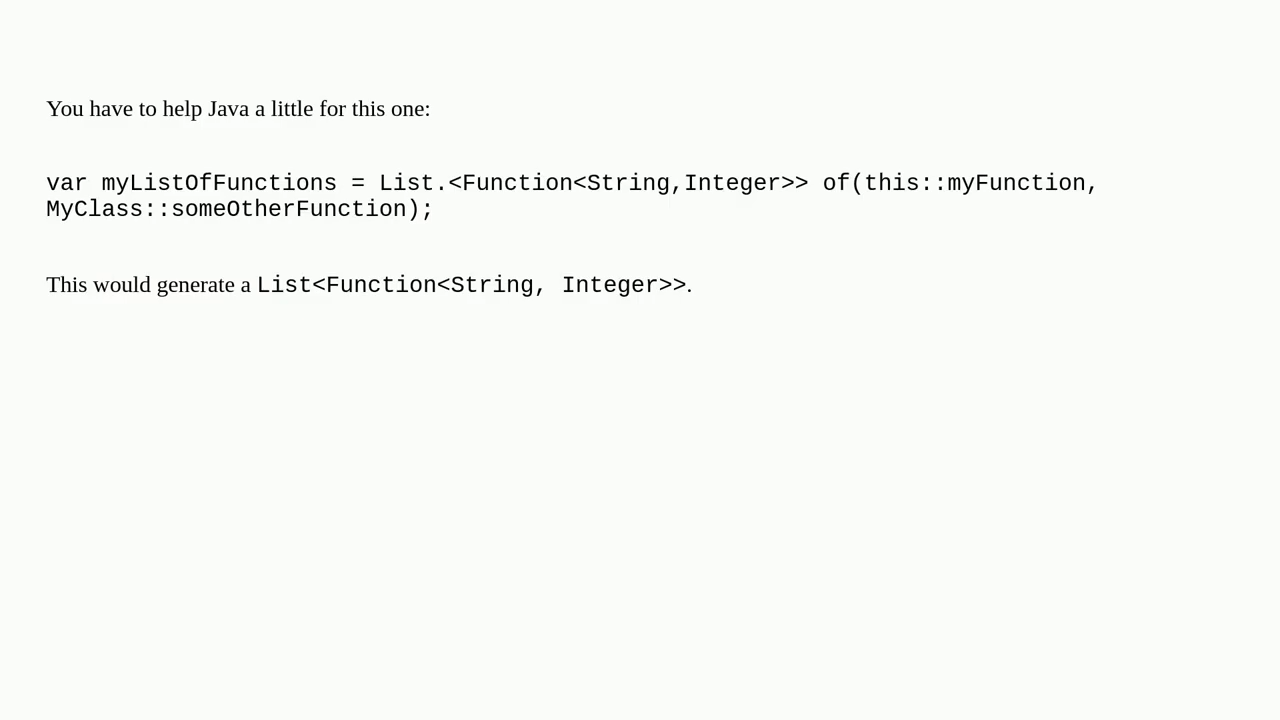 You have to help Java a little for this one:
var myListOfFunctions = List.<Function<String,Integer>> of(this::myFunction,
MyClass::someOtherFunction);
This would generate a List<Function<String, Integer>>.